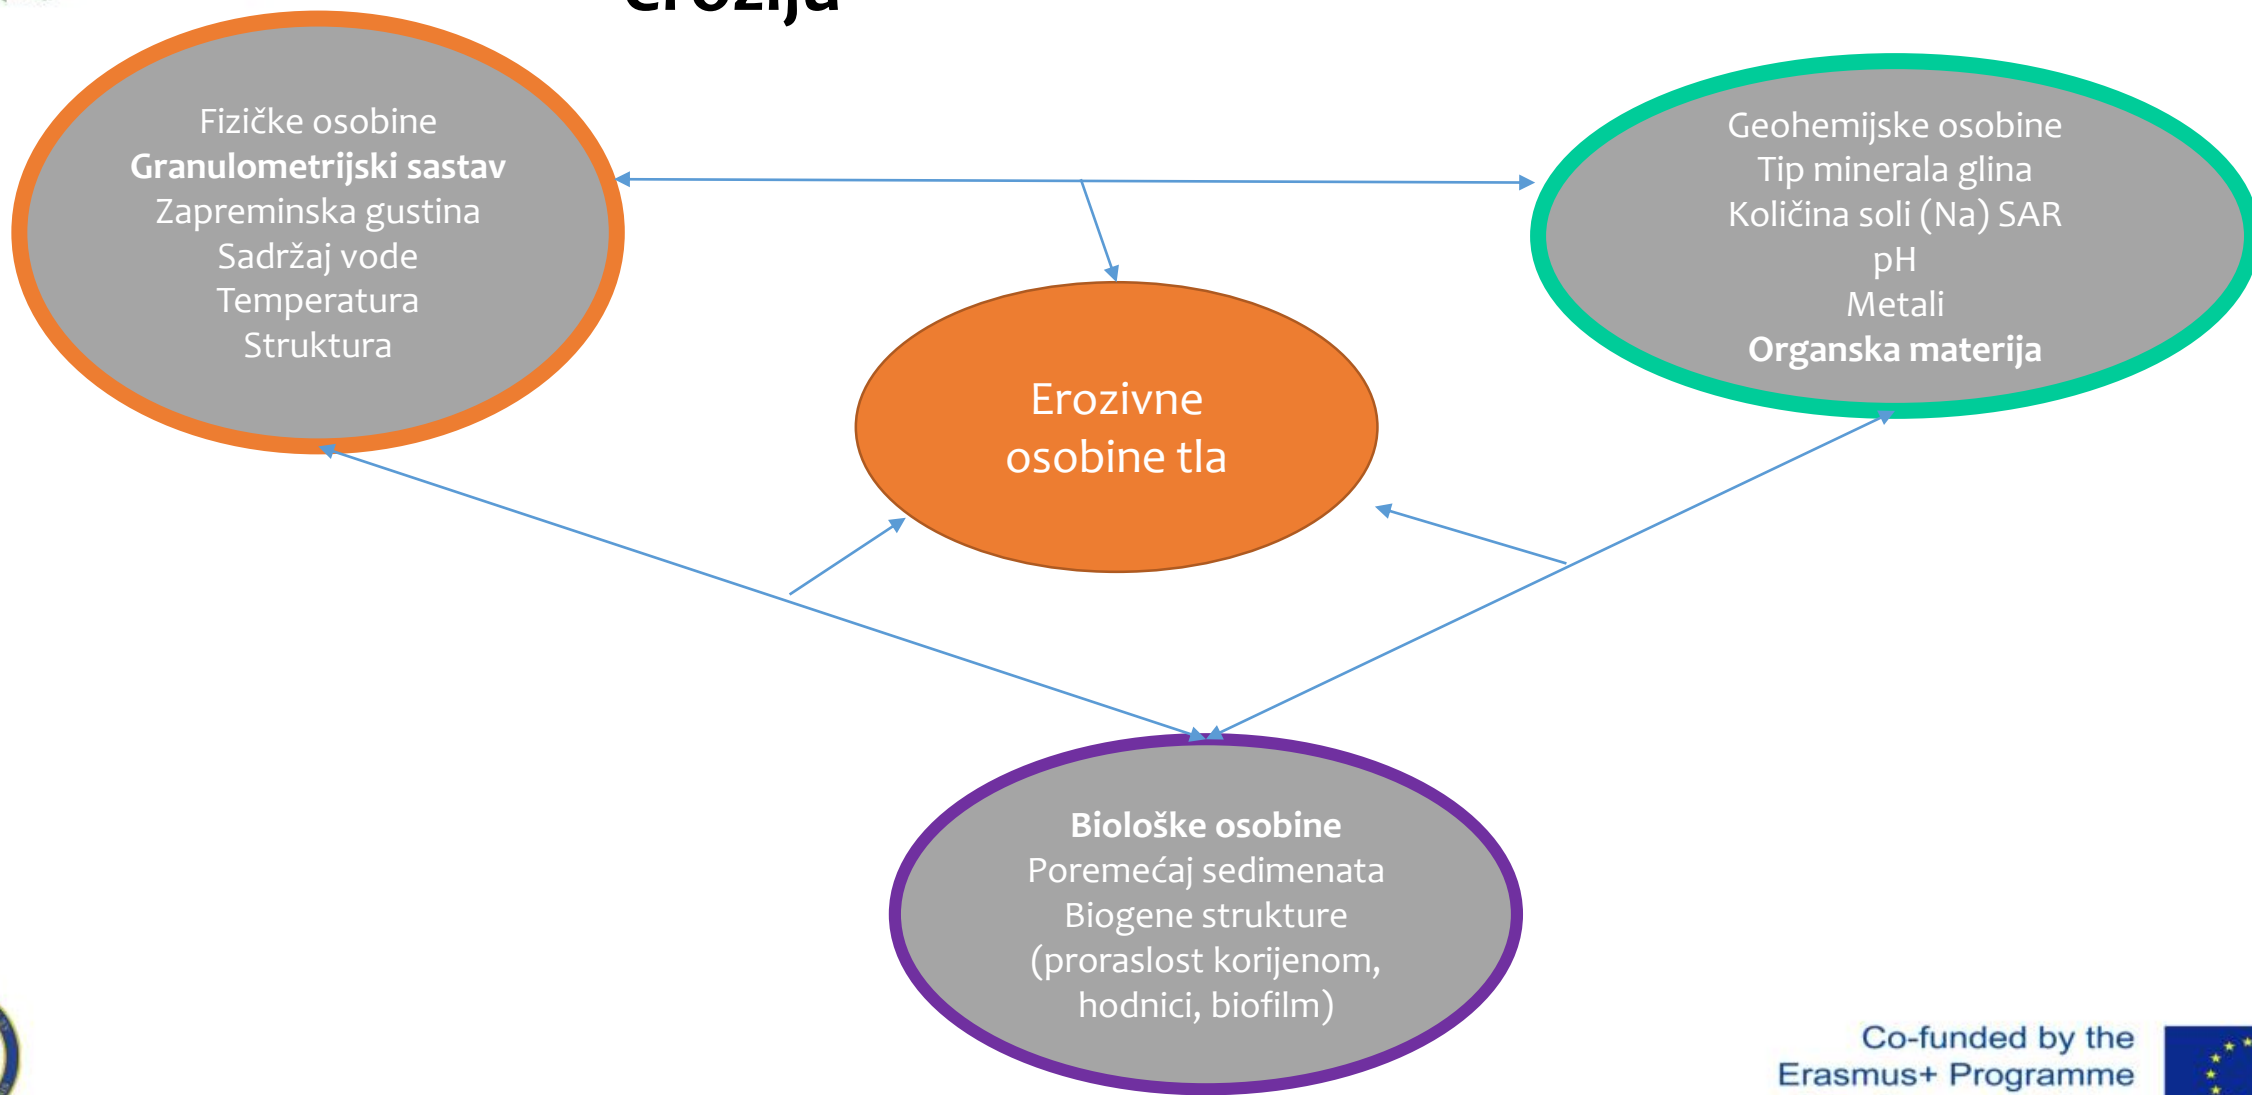 erozija
Fizičke osobine
Granulometrijski sastav
Zapreminska gustina
Sadržaj vode
Temperatura
Struktura
Geohemijske osobine
Tip minerala glina
Količina soli (Na) SAR
pH
Metali
Organska materija
Erozivne
osobine tla
Biološke osobine
Poremećaj sedimenata
Biogene strukture
(proraslost korijenom,
hodnici, biofilm)
Co-funded by the
Erasmus+ Programme